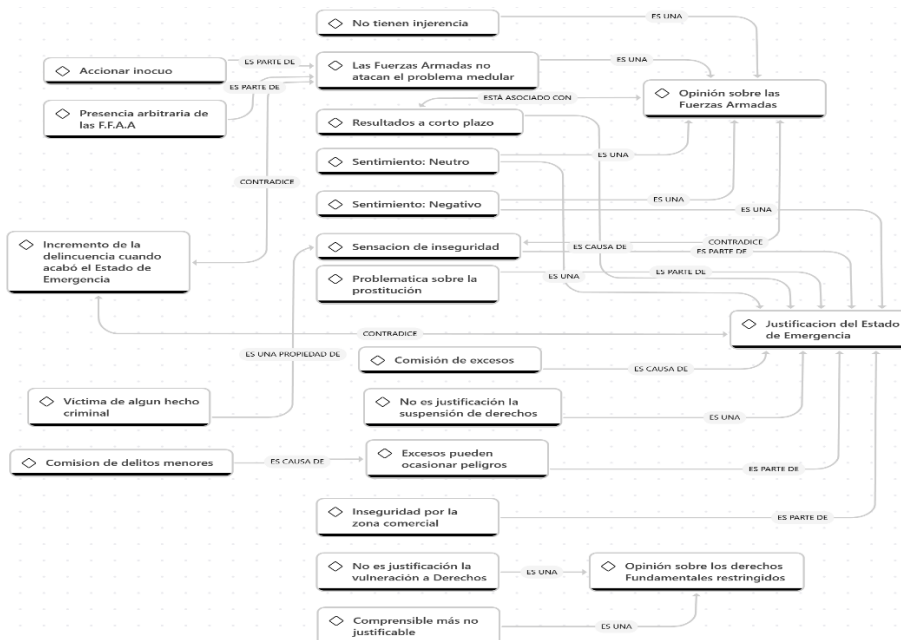 No tienen injerencia
ES UNA
Accionar inocuo
ES PARTE DE
Las Fuerzas Armadas no
atacan el problema medular
ES UNA
ES PARTE DE
Presencia arbitraria de
las F.F.A.A
Resultados a corto plazo
ESTÁ ASOCIADO CON
Opinión sobre las
Fuerzas Armadas
Sentimiento: Neutro
ES UNA
CONTRADICE
Sentimiento: Negativo
ES UNA
ES UNA
Incremento de la
delincuencia cuando
acabó el Estado de
Emergencia
Sensacion de inseguridad
ES CAUSA DE
CONTRADICE
ES PARTE DE
Problematica sobre la
prostitución
ES UNA
ES PARTE DE
Justificacion del Estado
de Emergencia
CONTRADICE
ES UNA PROPIEDAD DE
Comisión de excesos
ES CAUSA DE
Victima de algun hecho
criminal
No es justificación la
suspensión de derechos
ES UNA
Comision de delitos menores
ES CAUSA DE
Excesos pueden
ocasionar peligros
ES PARTE DE
Inseguridad por la
zona comercial
ES PARTE DE
No es justificación la
vulneración a Derechos
ES UNA
Opinión sobre los derechos
Fundamentales restringidos
Comprensible más no
justificable
ES UNA